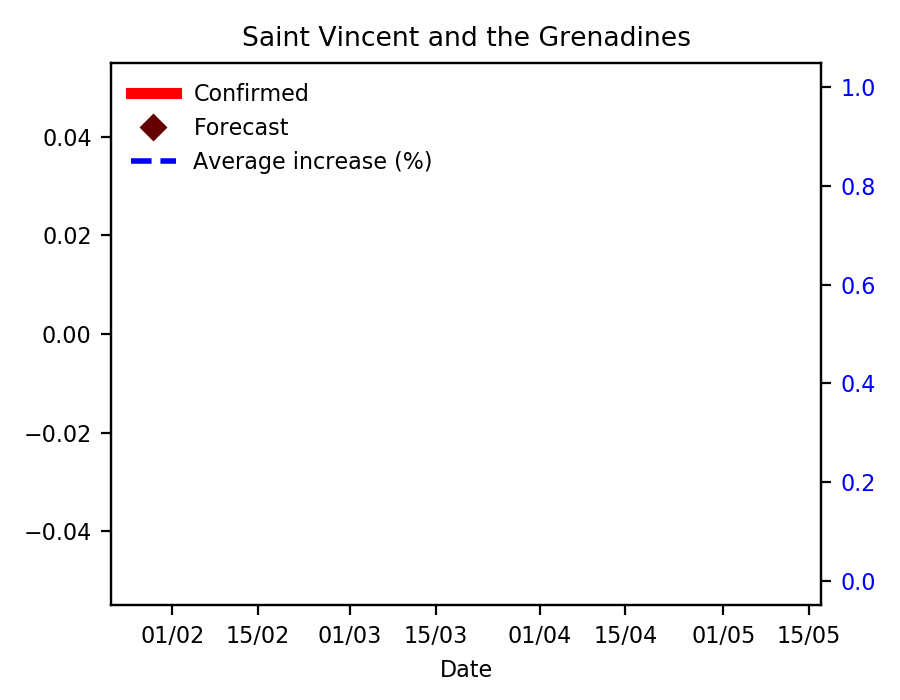 Saint Vincent and the Grenadines
Confirmed
Forecast
Average increase (%)
0.04
0.02
0.00
−0.02
−0.04
1.0
0.8
0.6
0.4
0.2
0.0
01/02 15/02 01/03 15/03 01/04 15/04 01/05 15/05
Date